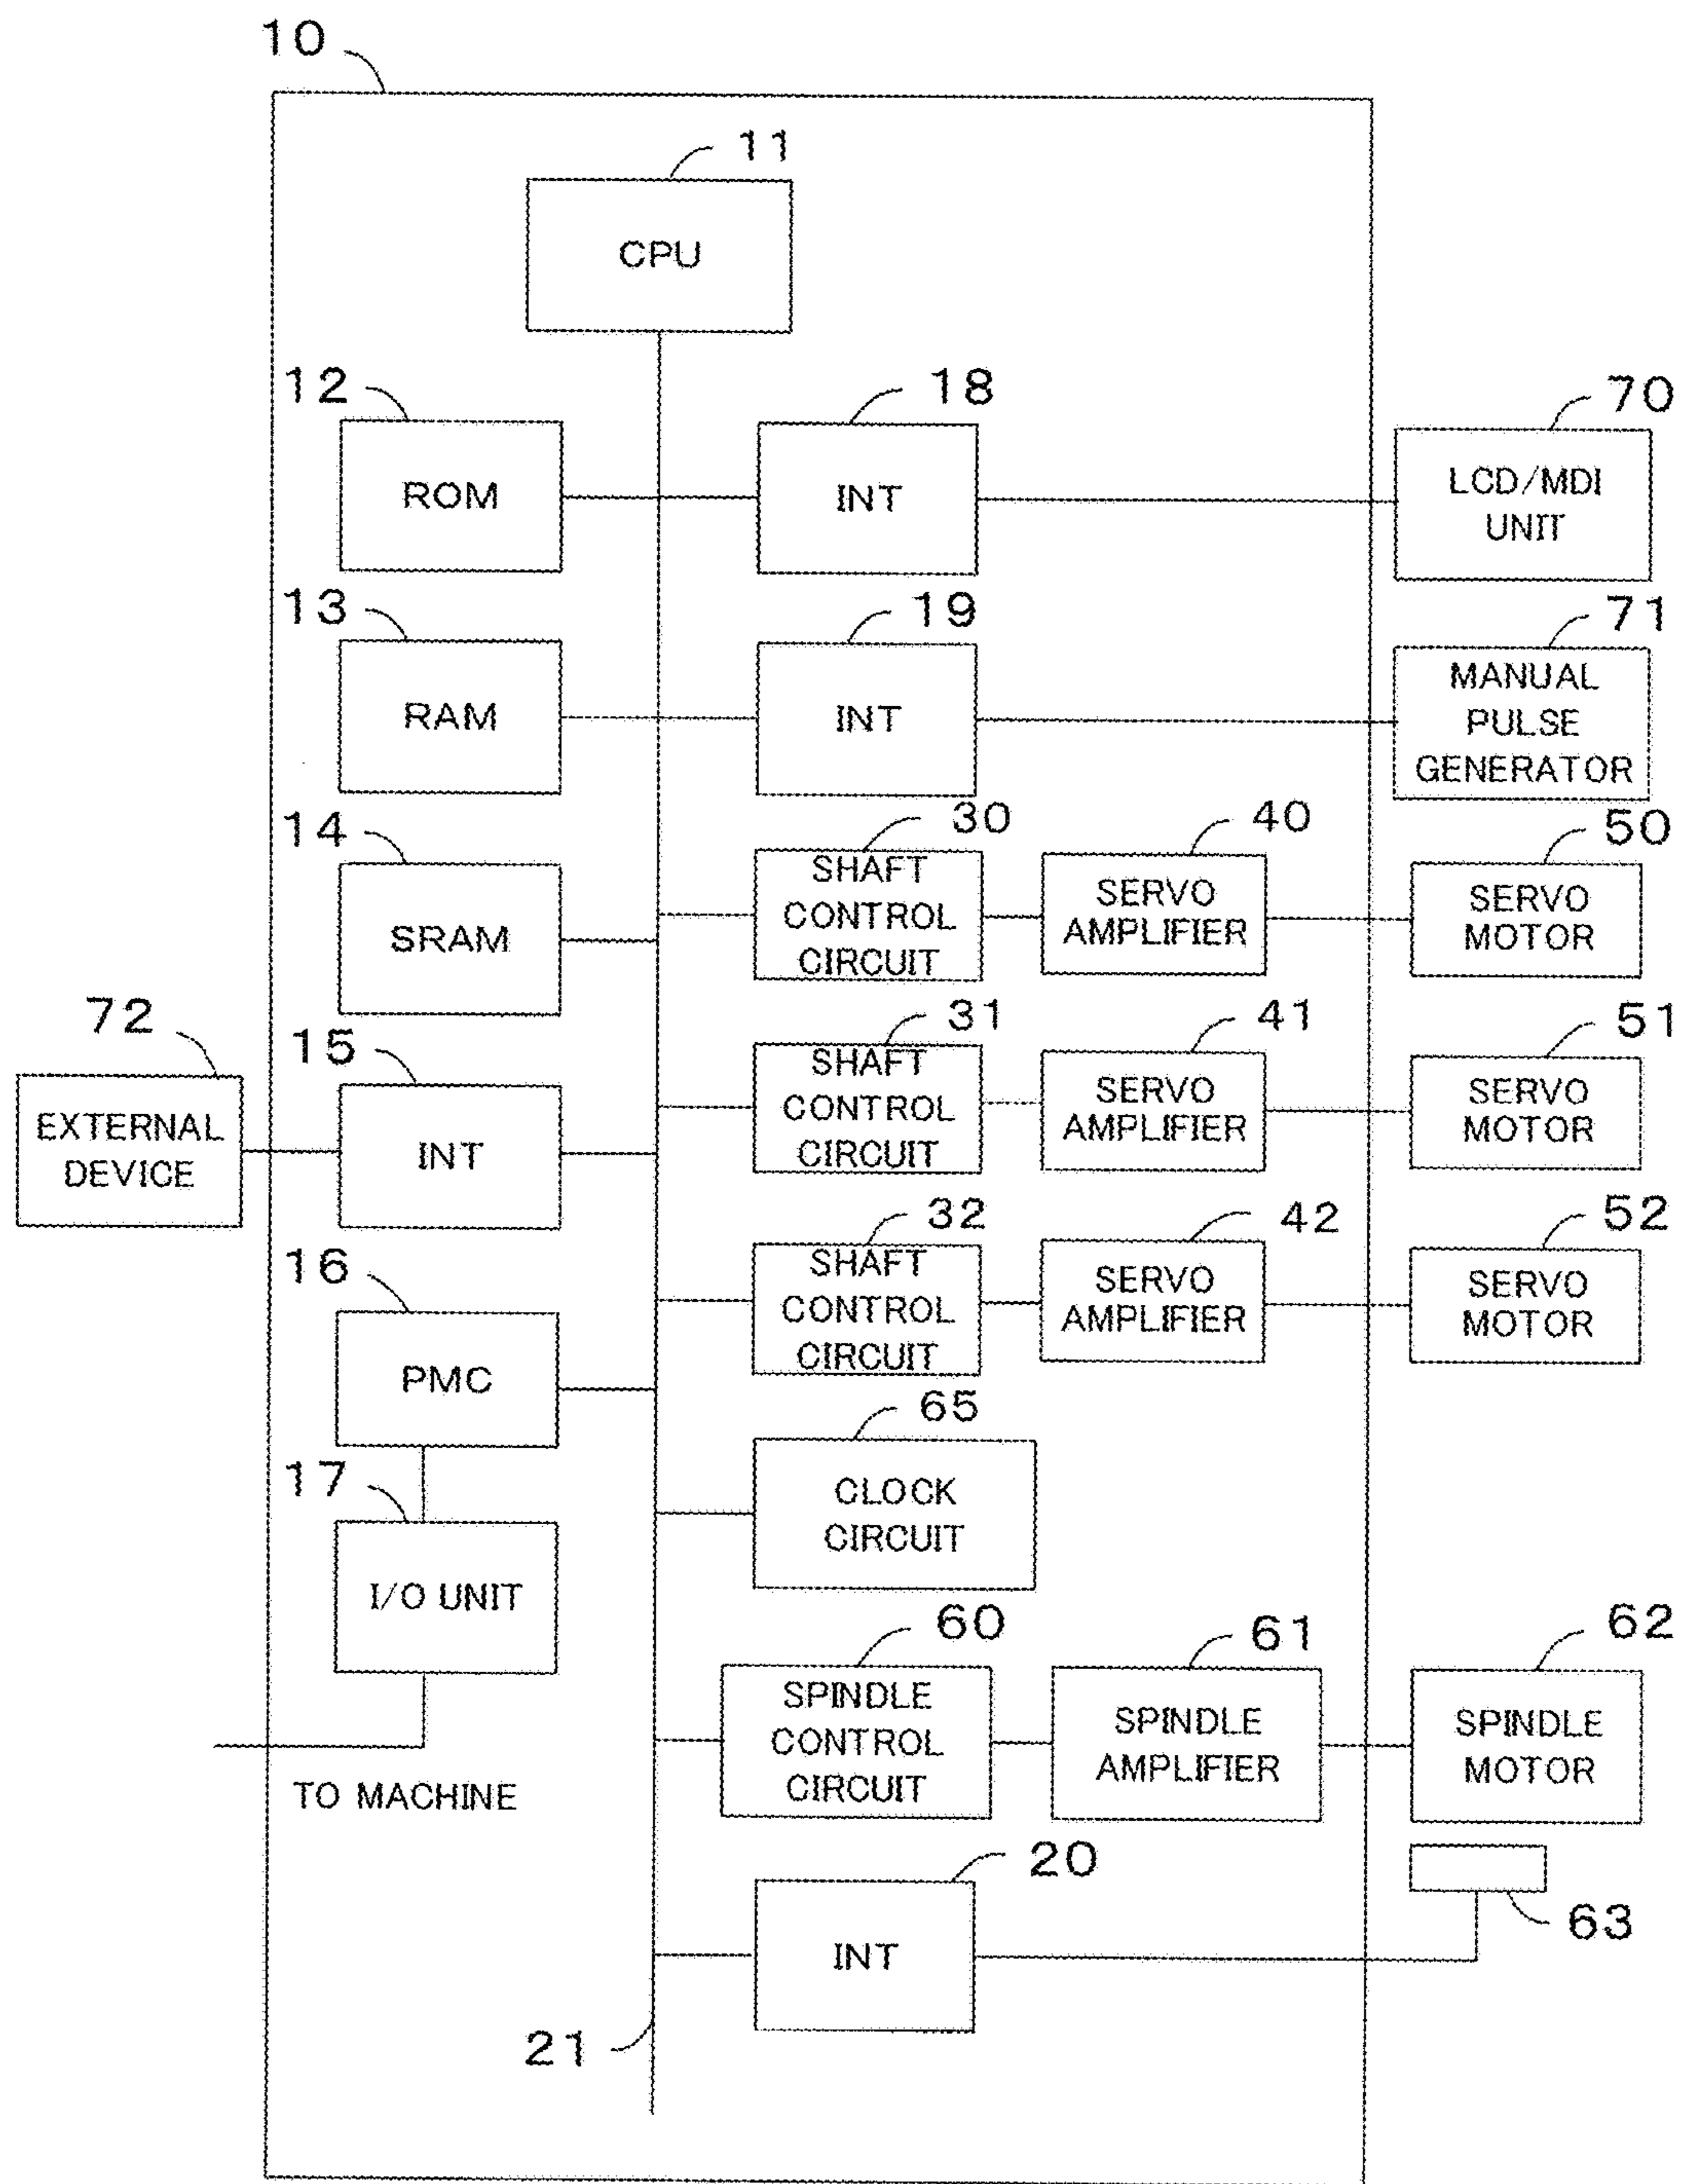 10
11
CPU
12
ROM
18
INT
70
LCD/MDI
UNIT
13
RAM
19
INT
71
MANUAL
PULSE
GENERATOR
14
SRAM
30
SHAFT
CONTROL
CIRCUIT
40
SERVO
AMPLIFIER
50
SERVO
MOTOR
72
EXTERNAL
DEVICE
15
INT
31
SHAFT
CONTROL
CIRCUIT
41
SERVO
AMPLIFIER
51
SERVO
MOTOR
16
PMC
32
SHAFT
CONTROL
CIRCUIT
42
SERVO
AMPLIFIER
52
SERVO
MOTOR
17
I/O UNIT
TO MACHINE
65
CLOCK
CIRCUIT
60
SPINDLE
CONTROL
CIRCUIT
61
SPINDLE
AMPLIFIER
62
SPINDLE
MOTOR
20
INT
63
21